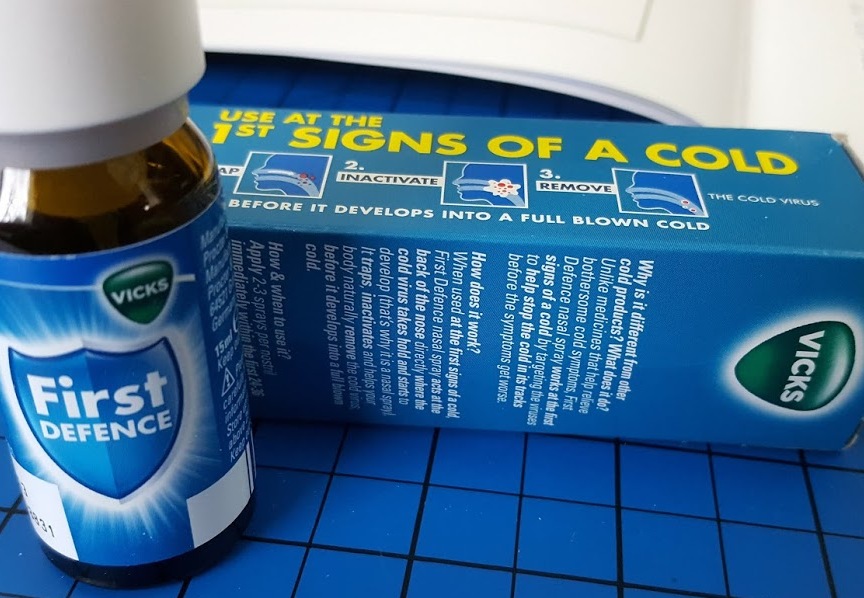 VICKS
First
DEFENCE
15ml
USE AT THE
1ST SIGNS OF A COLD
2.
INACTIVATE
3.
REMOVE
THE COLD VIRUS
BEFORE IT DEVELOPS INTO A FULL BLOWN COLD
Why is it different from other
cold products? What does it do?
Unlike medicines that help relieve
bothersome cold symptoms, First
Defence nasal spray works at the first
signs of a cold by targeting the viruses
to help stop the cold in its tracks
before the symptoms get worse.
How does it work?
When used at the first signs of a cold,
First Defence nasal spray acts at the
back of the nose directly where the
cold virus takes hold and starts to
develop (that's why it is a nasal spray).
It traps, inactivates and helps your
body naturally remove the cold virus
before it develops into a full blown
cold.
How & when to use it?
Apply 2-3 sprays per nostril
immediately within the first
VICKS